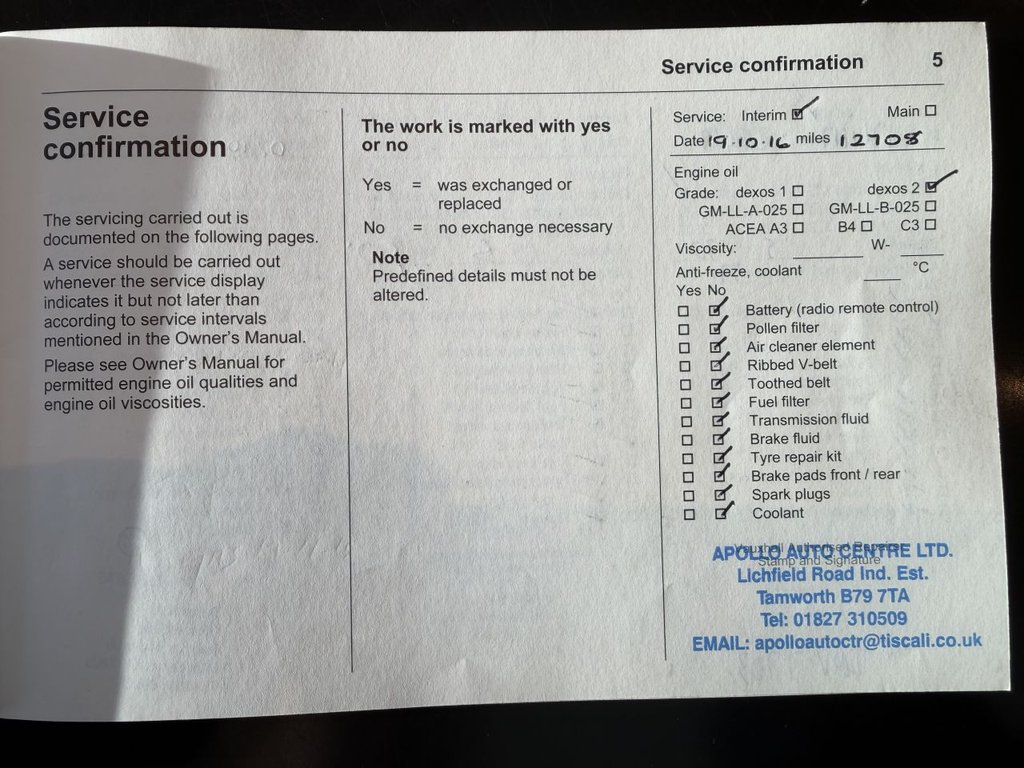 Service confirmation 5
Service
confirmation
The servicing carried out is
documented on the following pages.
A service should be carried out
whenever the service display
indicates it but not later than
according to service intervals
mentioned in the Owner's Manual.
Please see Owner's Manual for
permitted engine oil qualities and
engine oil viscosities.
The work is marked with yes
or no
Yes = was exchanged or
replaced
No = no exchange necessary
Note
Predefined details must not be
altered.
Service: Interim Main
Date 19.10.16 miles 12708
Engine oil
Grade: dexos 1 dexos 2
GM-LL-A-025 GM-LL-B-025
ACEA A3 B4 C3
Viscosity: W-
Anti-freeze, coolant °C
Yes No
Battery (radio remote control)
Pollen filter
Air cleaner element
Ribbed V-belt
Toothed belt
Fuel filter
Transmission fluid
Brake fluid
Tyre repair kit
Brake pads front / rear
Spark plugs
Coolant
Vauxhall Authorised Repairer
Stamp and Signature
APOLLO AUTO CENTRE LTD.
Lichfield Road Ind. Est.
Tamworth B79 7TA
Tel: 01827 310509
EMAIL: apolloautoctr@tiscali.co.uk